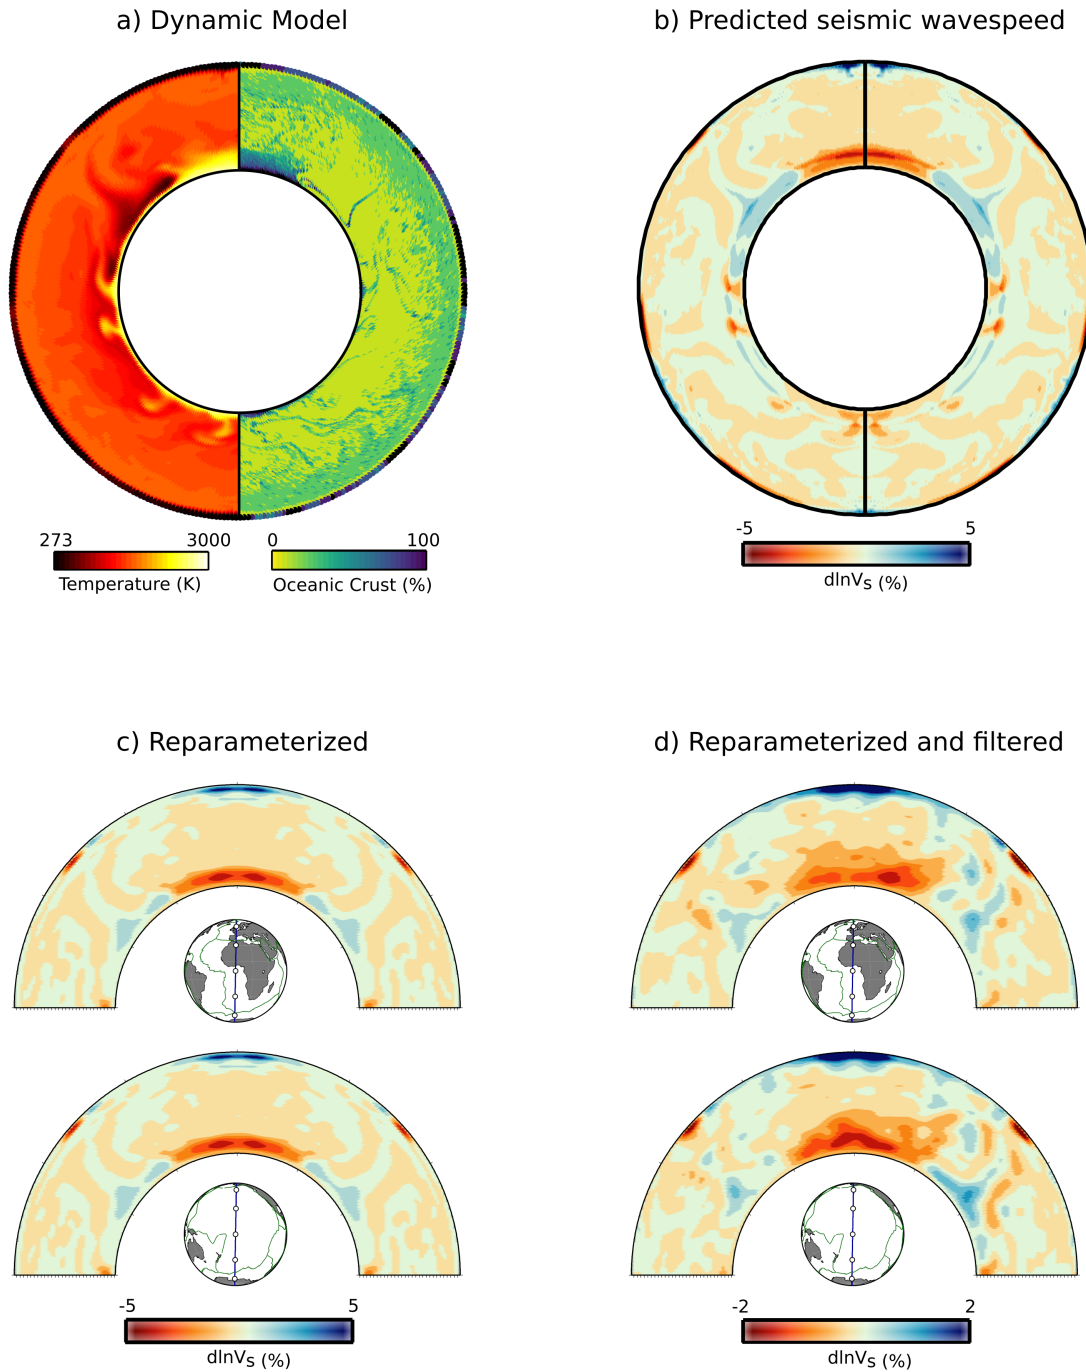 a) Dynamic Model
b) Predicted seismic wavespeed
273 3000
Temperature (K)
0 100
Oceanic Crust (%)
-5 5
dlnVS (%)
c) Reparameterized
d) Reparameterized and filtered
-5 5
dlnVS (%)
-2 2
dlnVS (%)